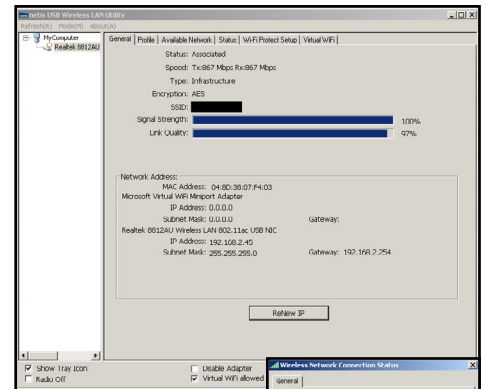 netis USB Wireless LAN Utility
Refresh(R) Mode(M) About(A)
MyComputer
Realtek 8812AU
General Profile Available Network Status Wi-Fi Protect Setup Virtual WiFi
Status: Associated
Speed: Tx:867 Mbps Rx:867 Mbps
Type: Infrastructure
Encryption: AES
SSID:
Signal Strength: 100%
Link Quality: 97%
Network Address:
MAC Address: 04:8D:38:07:F4:03
Microsoft Virtual WiFi Miniport Adapter
IP Address: 0.0.0.0
Subnet Mask: 0.0.0.0 Gateway:
Realtek 8812AU Wireless LAN 802.11ac USB NIC
IP Address: 192.168.2.45
Subnet Mask: 255.255.255.0 Gateway: 192.168.2.254
ReNew IP
Show Tray Icon Disable Adapter
Radio Off Virtual WiFi allowed
Wireless Network Connection Status
General